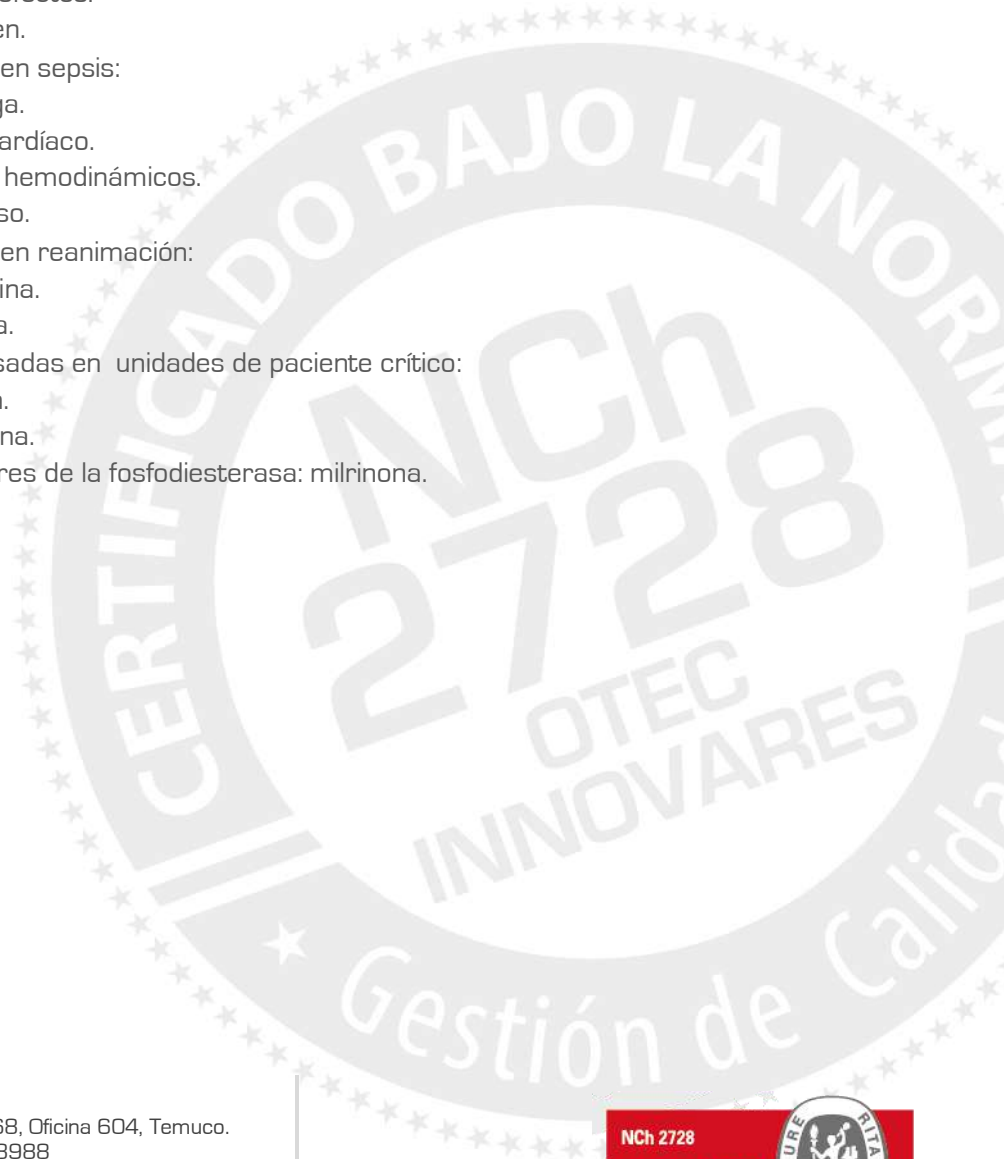 en.
en sepsis:
ga.
ardíaco.
hemodinámicos.
so.
en reanimación:
ina.
a.
sadas en unidades de paciente crítico:
a.
na.
res de la fosfodiesterasa: milrinona.
CERTIFICADO BAJO LA NORMA
NCh
2728
OTEC
INNOVARES
Gestión de Calidad
68, Oficina 604, Temuco.
3988
NCh 2728